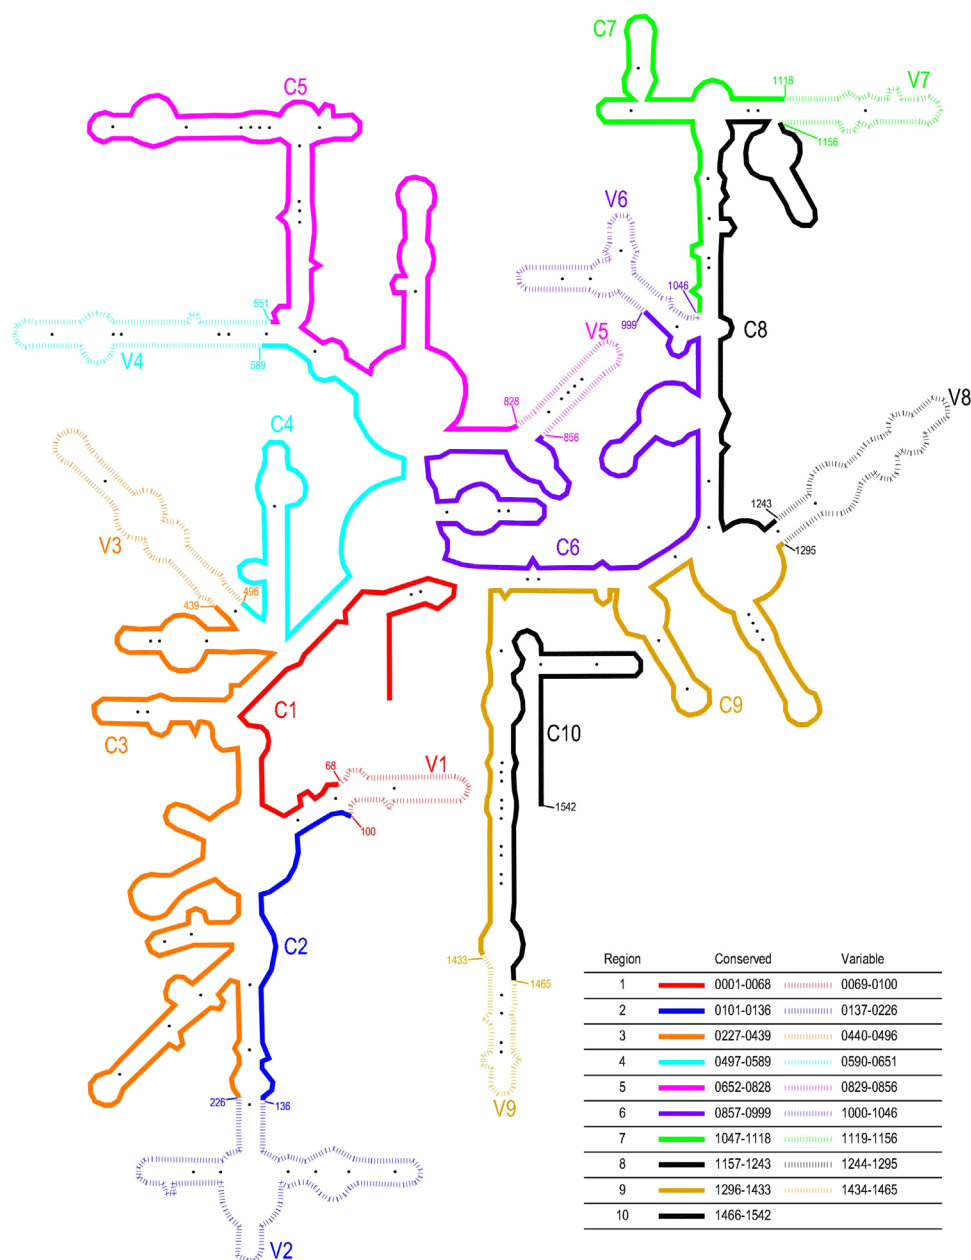 C7
1118
V7
C5
1156
V6
651
1046
999
C8
V5
V4
589
828
V8
C4
856
1243
V3
C6
1295
496
439
C1
C9
C3
C10
68
V1
1542
100
C2
1433
1465
226
136
V9
V2
Region Conserved Variable
1 0001-0068 0069-0100
2 0101-0136 0137-0226
3 0227-0439 0440-0496
4 0497-0589 0590-0651
5 0652-0828 0829-0856
6 0857-0999 1000-1046
7 1047-1118 1119-1156
8 1157-1243 1244-1295
9 1296-1433 1434-1465
10 1466-1542